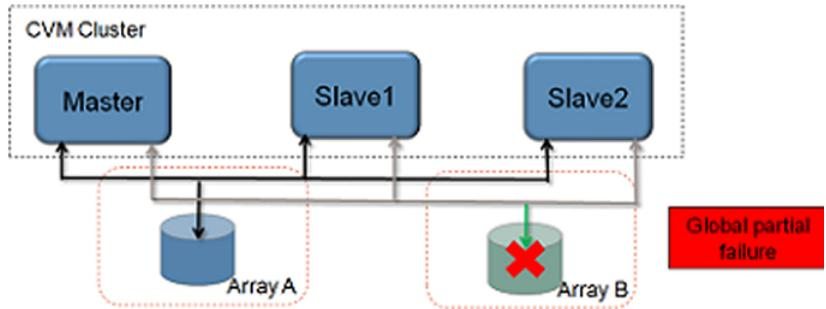 CVM Cluster
Master
Slave1
Slave2
Array A
Array B
Global partial
failure